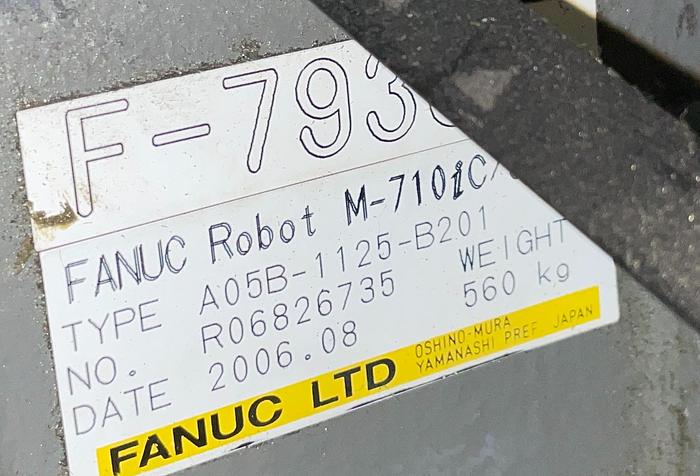 F-793
FANUC Robot M-710iC/
TYPE A05B-1125-B201
NO. R06826735 WEIGHT
DATE 2006.08 560 kg
FANUC LTD OSHINO-MURA
YAMANASHI PREF. JAPAN